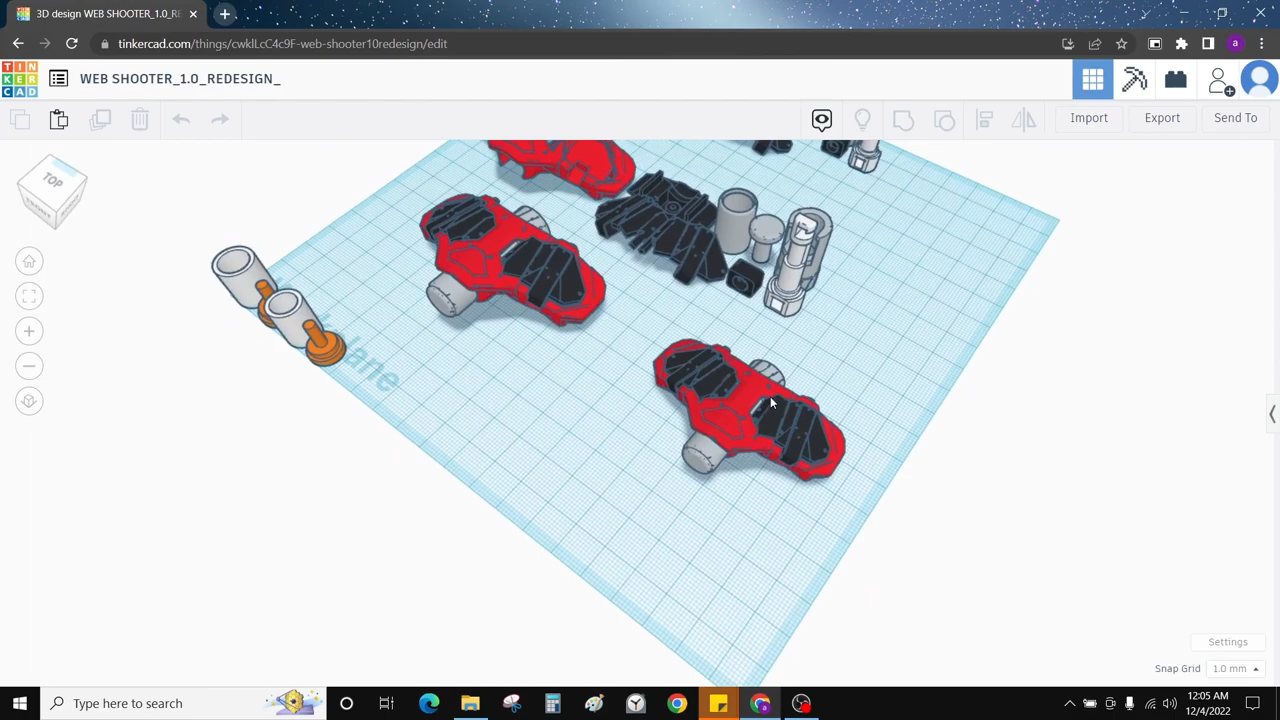 3D design WEB SHOOTER_1.0_RE
tinkercad.com/things/cwklLcC4c9F-web-shooter10redesign/edit
a
TIN
KER
CAD
WEB SHOOTER_1.0_REDESIGN_
Import
Export
Send To
TOP
FRONT
Settings
Snap Grid
1.0 mm
Type here to search
12:05 AM
12/4/2022